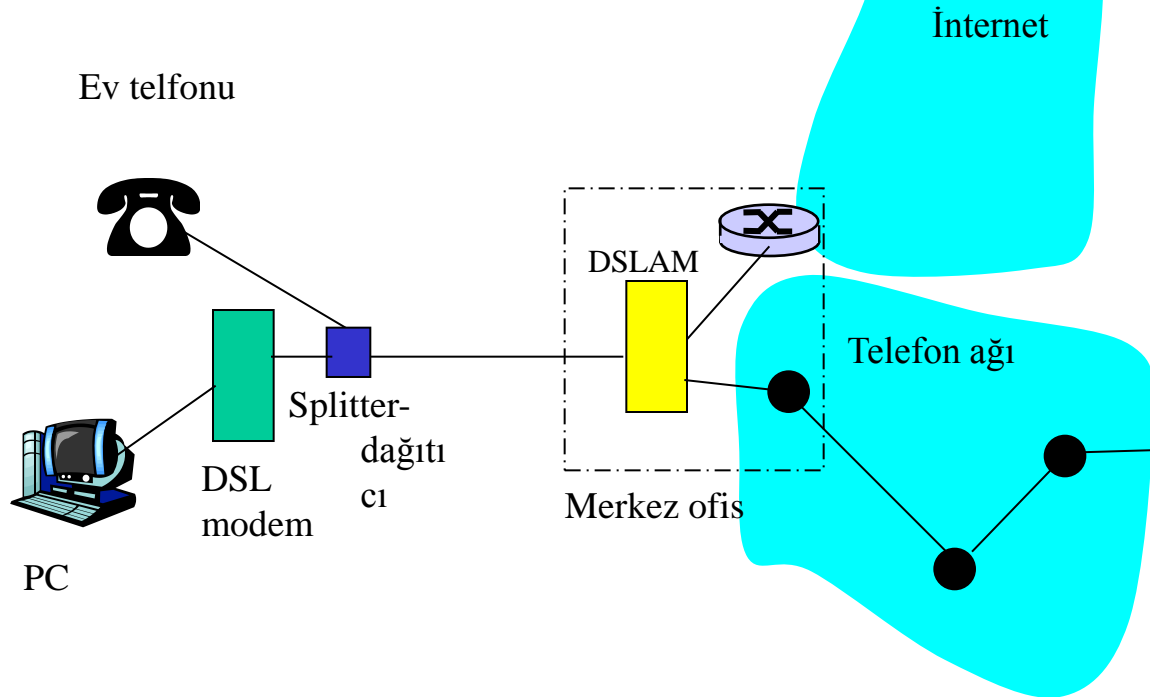 İnternet
Ev telfonu
DSLAM
Telefon ağı
Splitter-
dağıtı
cı
DSL
modem
Merkez ofis
PC